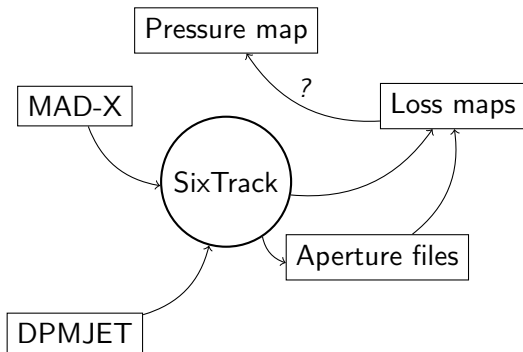 Pressure map
MAD-X
?
Loss maps
SixTrack
Aperture files
DPMJET